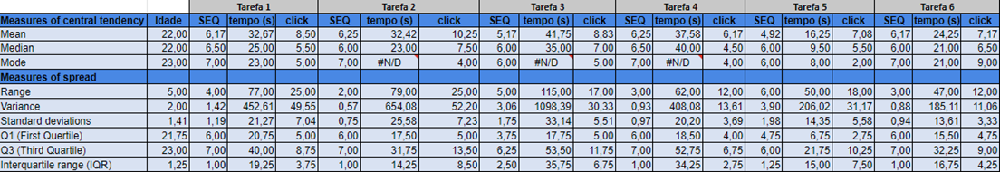 Tarefa 1 Tarefa 2 Tarefa 3 Tarefa 4 Tarefa 5 Tarefa 6
Measures of central tendency Idade SEQ tempo (s) click SEQ tempo (s) click SEQ tempo (s) click SEQ tempo (s) click SEQ tempo (s) click SEQ tempo (s) click
Mean 22,00 6,17 32,67 8,50 6,25 32,42 10,25 5,17 41,75 8,83 6,25 37,58 6,17 4,92 16,25 7,08 6,17 24,25 7,17
Median 22,00 6,50 25,00 5,50 6,00 23,00 7,50 6,00 35,00 7,00 6,50 40,00 4,50 6,00 9,50 5,50 6,00 21,00 6,50
Mode 23,00 7,00 23,00 5,00 7,00 #N/D 4,00 6,00 #N/D 5,00 7,00 #N/D 4,00 6,00 8,00 2,00 7,00 21,00 9,00
Measures of spread
Range 5,00 4,00 77,00 25,00 2,00 79,00 25,00 5,00 115,00 17,00 3,00 62,00 12,00 6,00 50,00 18,00 3,00 47,00 12,00
Variance 2,00 1,42 452,61 49,55 0,57 654,08 52,20 3,06 1098,39 30,33 0,93 408,08 13,61 3,90 206,02 31,17 0,88 185,11 11,06
Standard deviations 1,41 1,19 21,27 7,04 0,75 25,58 7,23 1,75 33,14 5,51 0,97 20,20 3,69 1,98 14,35 5,58 0,94 13,61 3,33
Q1 (First Quertile) 21,75 6,00 20,75 5,00 6,00 17,50 5,00 3,75 17,75 5,00 6,00 18,50 4,00 4,75 6,75 2,75 6,00 15,50 4,75
Q3 (Third Quartile) 23,00 7,00 40,00 8,75 7,00 31,75 13,50 6,25 53,50 11,75 7,00 52,75 6,75 6,00 21,75 10,25 7,00 32,25 9,00
Interquartile range (IQR) 1,25 1,00 19,25 3,75 1,00 14,25 8,50 2,50 35,75 6,75 1,00 34,25 2,75 1,25 15,00 7,50 1,00 16,75 4,25